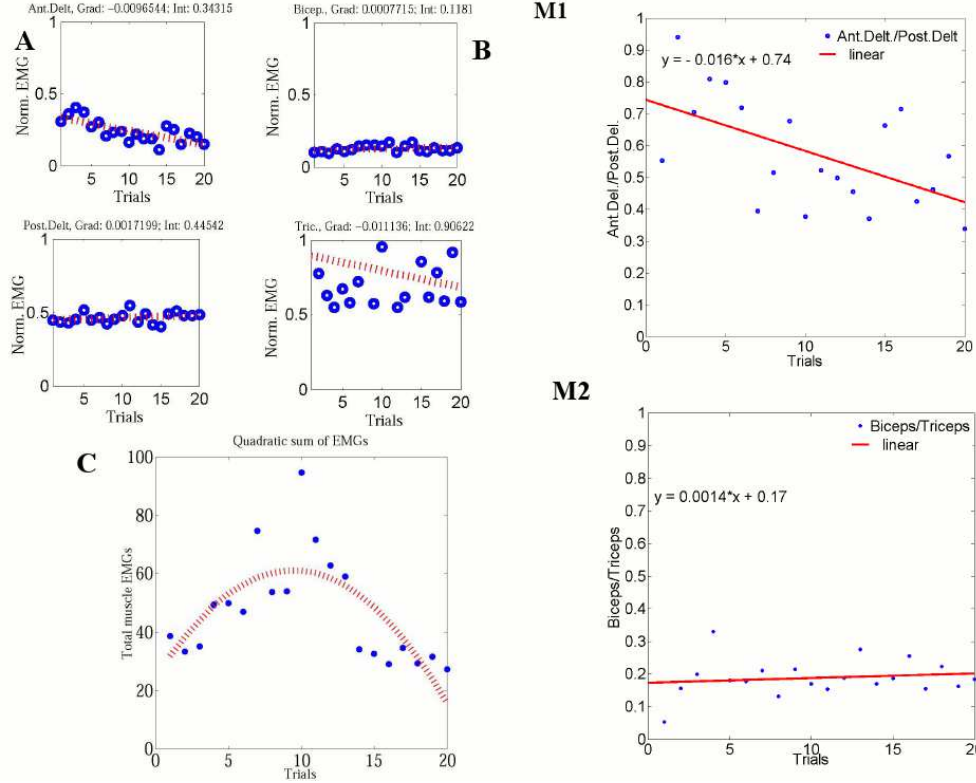 Ant.Delt, Grad: -0.0096544; Int: 0.34315
A
Norm. EMG
1
0.5
0
5 10 15 20
Trials
Bicep., Grad: 0.0007715; Int: 0.1181
B
Norm. EMG
1
0.5
0
5 10 15 20
Trials
Post.Delt, Grad: 0.0017199; Int: 0.44542
Norm. EMG
1
0.5
0
5 10 15 20
Trials
Tric., Grad: -0.011136; Int: 0.90622
Norm. EMG
1
0.5
0
5 10 15 20
Trials
C
Quadratic sum of EMGs
Total muscle EMGs
100
80
60
40
20
0
0 5 10 15 20
Trials
M1
Ant.Delt./Post.Delt
linear
y = - 0.016*x + 0.74
Ant.Del./Post.Del.
1
0.9
0.8
0.7
0.6
0.5
0.4
0.3
0.2
0.1
0
0 5 10 15 20
Trials
M2
Biceps/Triceps
linear
y = 0.0014*x + 0.17
Biceps/Triceps
1
0.9
0.8
0.7
0.6
0.5
0.4
0.3
0.2
0.1
0
0 5 10 15 20
Trials